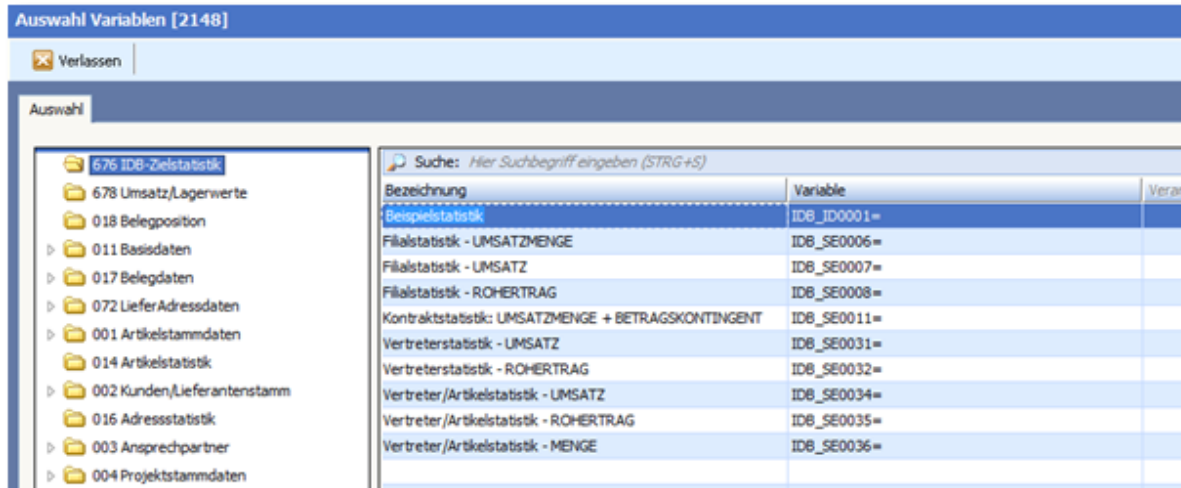 Auswahl Variablen [2148]
Verlassen
Auswahl
676 IDB-Zielstatistik
678 Umsatz/Lagerwerte
018 Belegposition
011 Basisdaten
017 Belegdaten
072 LieferAdressdaten
001 Artikelstammdaten
014 Artikelstatistik
002 Kunden/Lieferantenstamm
016 Adressstatistik
003 Ansprechpartner
004 Projektstammdaten
Suche: Hier Suchbegriff eingeben (STRG+S)
Bezeichnung Variable Veran
Beispielstatistik IDB_ID0001=
Filialstatistik - UMSATZMENGE IDB_SE0006=
Filialstatistik - UMSATZ IDB_SE0007=
Filialstatistik - ROHERTRAG IDB_SE0008=
Kontraktstatistik: UMSATZMENGE + BETRAGSKONTINGENT IDB_SE0011=
Vertreterstatistik - UMSATZ IDB_SE0031=
Vertreterstatistik - ROHERTRAG IDB_SE0032=
Vertreter/Artikelstatistik - UMSATZ IDB_SE0034=
Vertreter/Artikelstatistik - ROHERTRAG IDB_SE0035=
Vertreter/Artikelstatistik - MENGE IDB_SE0036=